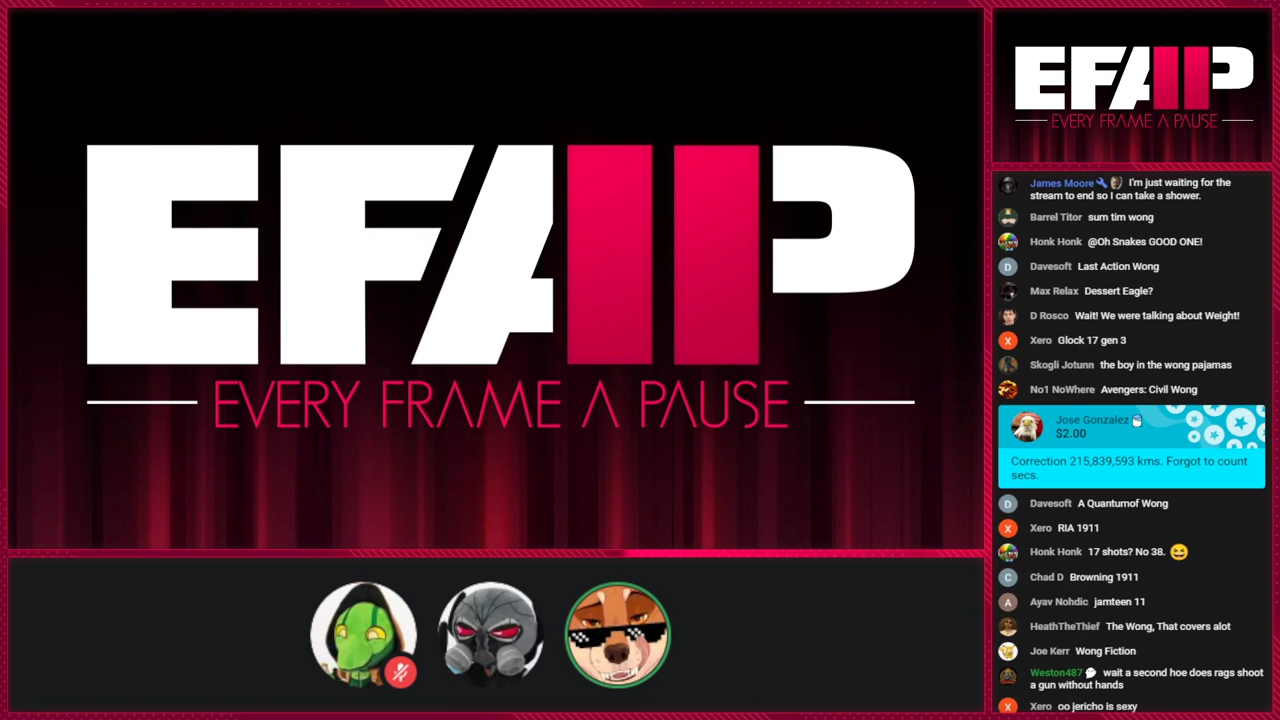 EFAP
EVERY FRAME A PAUSE
EFAP
EVERY FRAME A PAUSE
James Moore I'm just waiting for the
stream to end so I can take a shower.
Barrel Titor sum tim wong
Honk Honk @Oh Snakes GOOD ONE!
D Davesoft Last Action Wong
Max Relax Dessert Eagle?
D Rosco Wait! We were talking about Weight!
X Xero Glock 17 gen 3
Skogli Jotunn the boy in the wong pajamas
No1 NoWhere Avengers: Civil Wong
Jose Gonzalez
$2.00
Correction 215,839,593 kms. Forgot to count
secs.
D Davesoft A Quantumof Wong
X Xero RIA 1911
Honk Honk 17 shots? No 38.
C Chad D Browning 1911
A Ayav Nohdic jamteen 11
HeathTheThief The Wong, That covers alot
Joe Kerr Wong Fiction
Weston487 wait a second hoe does rags shoot
a gun without hands
X Xero oo jericho is sexy